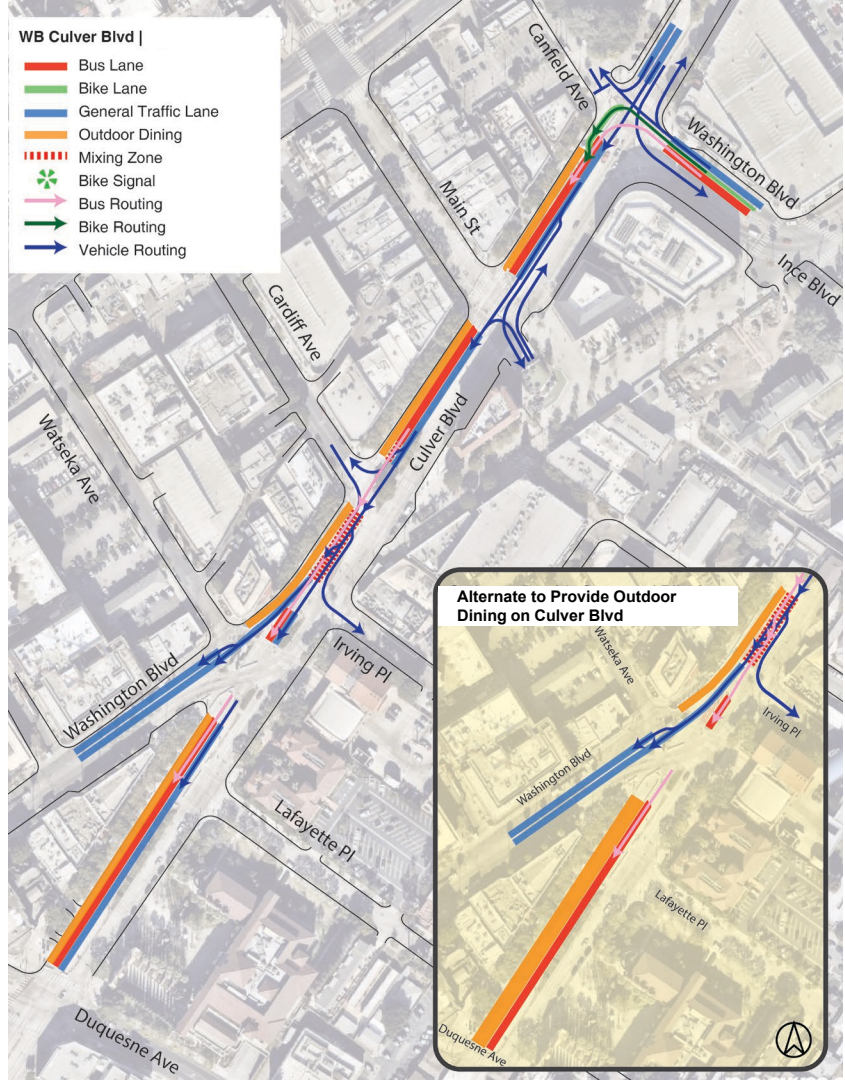 WB Culver Blvd |
Bus Lane
Bike Lane
General Traffic Lane
Outdoor Dining
Mixing Zone
Bike Signal
Bus Routing
Bike Routing
Vehicle Routing
Canfield Ave
Washington Blvd
Main St
Ince Blvd
Cardiff Ave
Culver Blvd
Watseka Ave
Irving Pl
Washington Blvd
Lafayette Pl
Duquesne Ave
Alternate to Provide Outdoor
Dining on Culver Blvd
Watseka Ave
Irving Pl
Washington Blvd
Lafayette Pl
Duquesne Ave